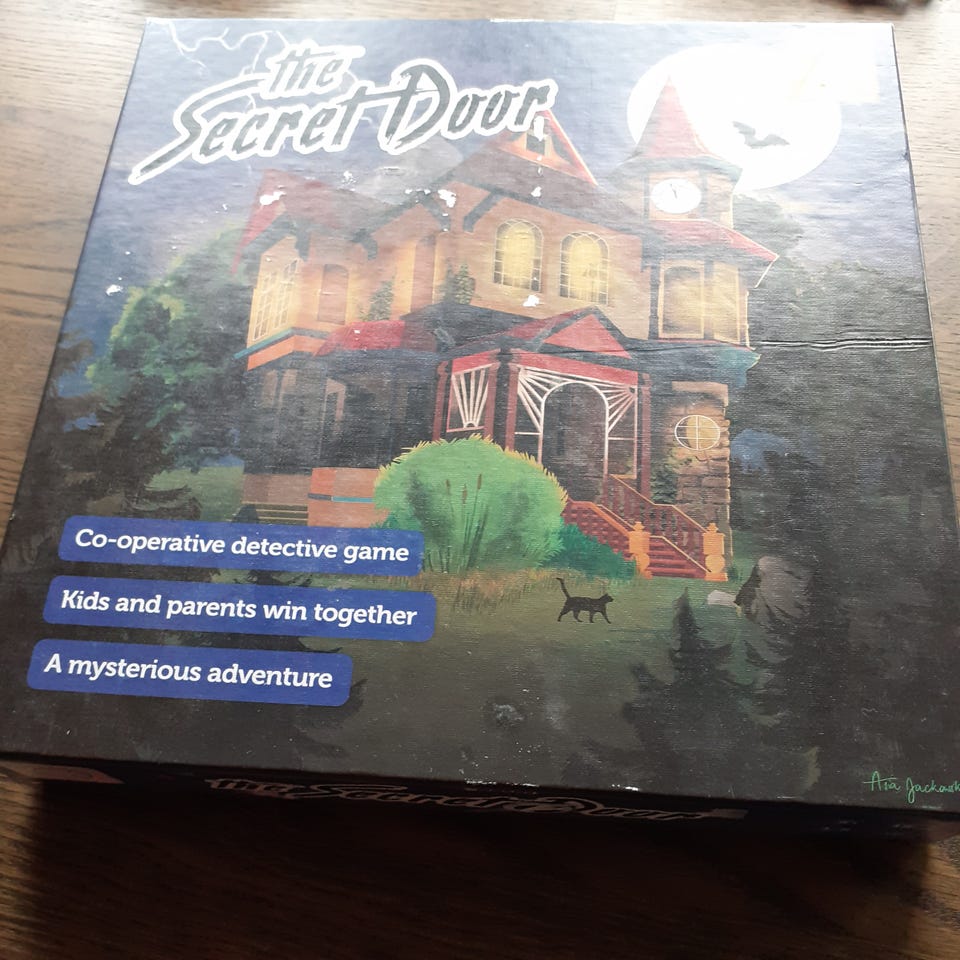 the
Secret Door
Co-operative detective game
Kids and parents win together
A mysterious adventure
the Secret Door